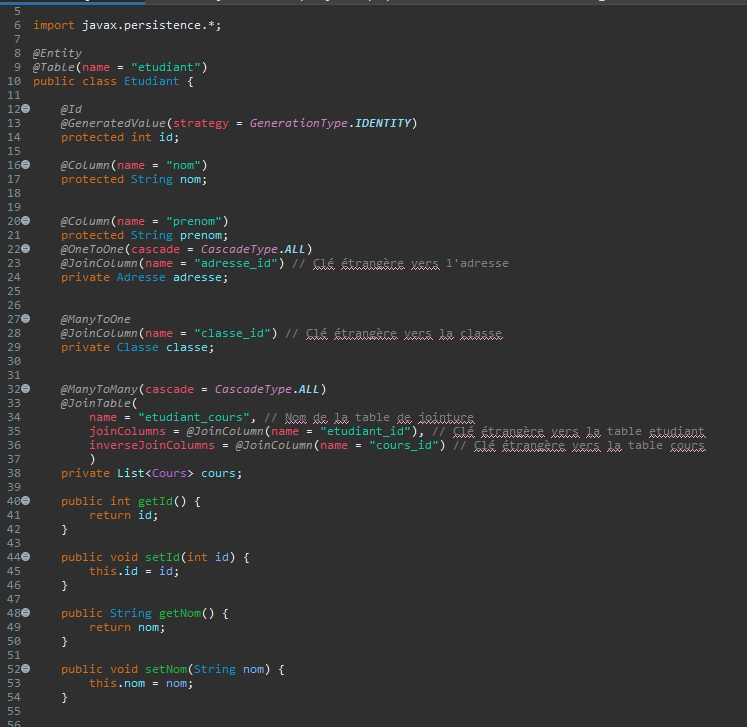 5
6 import javax.persistence.*;
7
8 @Entity
9 @Table(name = "etudiant")
10 public class Etudiant {
11
12 @Id
13 @GeneratedValue(strategy = GenerationType.IDENTITY)
14 protected int id;
15
16 @Column(name = "nom")
17 protected String nom;
18
19
20 @Column(name = "prenom")
21 protected String prenom;
22 @OneToOne(cascade = CascadeType.ALL)
23 @JoinColumn(name = "adresse_id") // Clé étrangère vers l'adresse
24 private Adresse adresse;
25
26
27 @ManyToOne
28 @JoinColumn(name = "classe_id") // Clé étrangère vers la classe
29 private Classe classe;
30
31
32 @ManyToMany(cascade = CascadeType.ALL)
33 @JoinTable(
34 name = "etudiant_cours", // Nom de la table de jointure
35 joinColumns = @JoinColumn(name = "etudiant_id"), // Clé étrangère vers la table etudiant
36 inverseJoinColumns = @JoinColumn(name = "cours_id") // Clé étrangère vers la table cours
37 )
38 private List<Cours> cours;
39
40 public int getId() {
41 return id;
42 }
43
44 public void setId(int id) {
45 this.id = id;
46 }
47
48 public String getNom() {
49 return nom;
50 }
51
52 public void setNom(String nom) {
53 this.nom = nom;
54 }
55
56